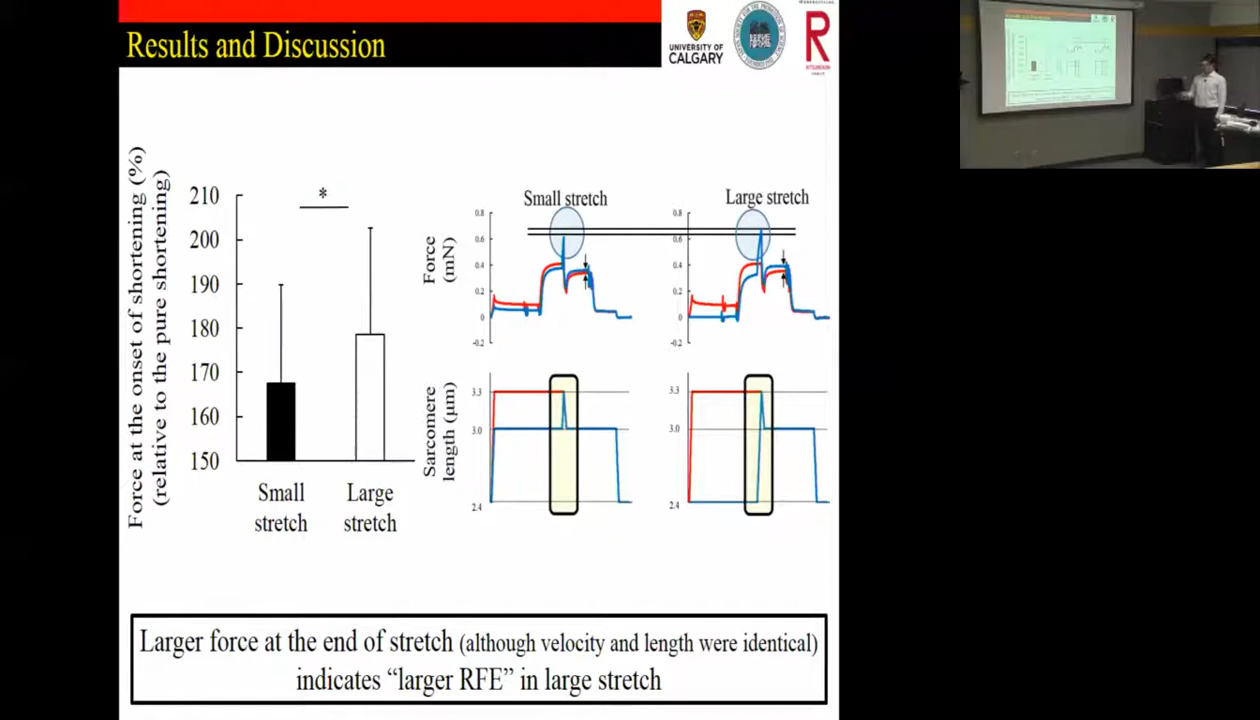 Results and Discussion
UNIVERSITY OF
CALGARY
R
Force at the onset of shortening (%)
(relative to the pure shortening)
210
200
190
180
170
160
150
*
Small
stretch
Large
stretch
Small stretch
Large stretch
Force
(mN)
0.8
0.6
0.4
0.2
0
-0.2
0.8
0.6
0.4
0.2
0
-0.2
Sarcomere
length (μm)
3.3
3.0
2.4
3.3
3.0
2.4
Larger force at the end of stretch (although velocity and length were identical)
indicates “larger RFE” in large stretch